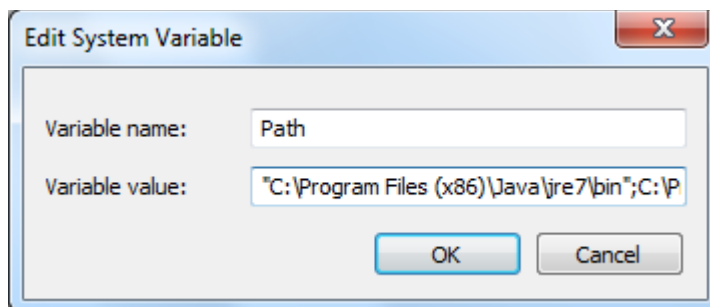 Edit System Variable
Variable name: Path
Variable value: "C:\Program Files (x86)\Java\jre7\bin";C:\P
OK Cancel